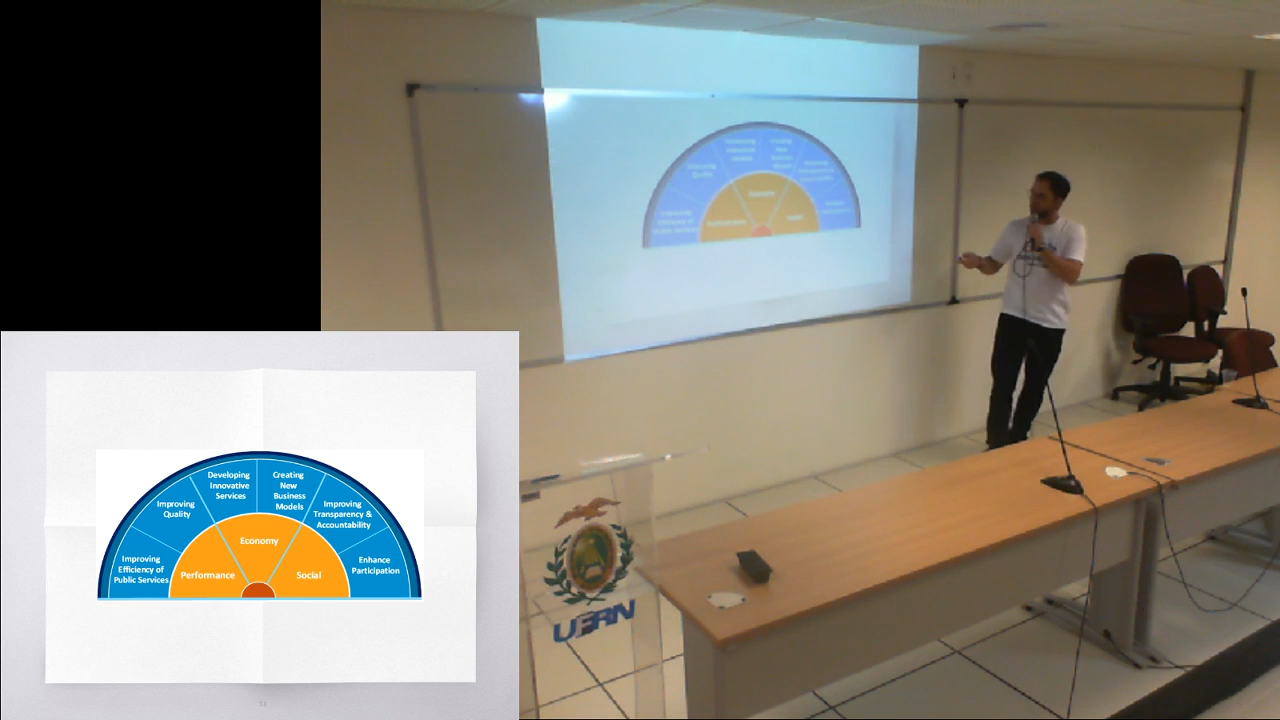 Developing
Innovative
Services
Creating
New
Business
Models
Improving
Quality
Improving
Transparency &
Accountability
Improving
Efficiency of
Public Services
Enhance
Participation
Economy
Performance
Social
UFRN